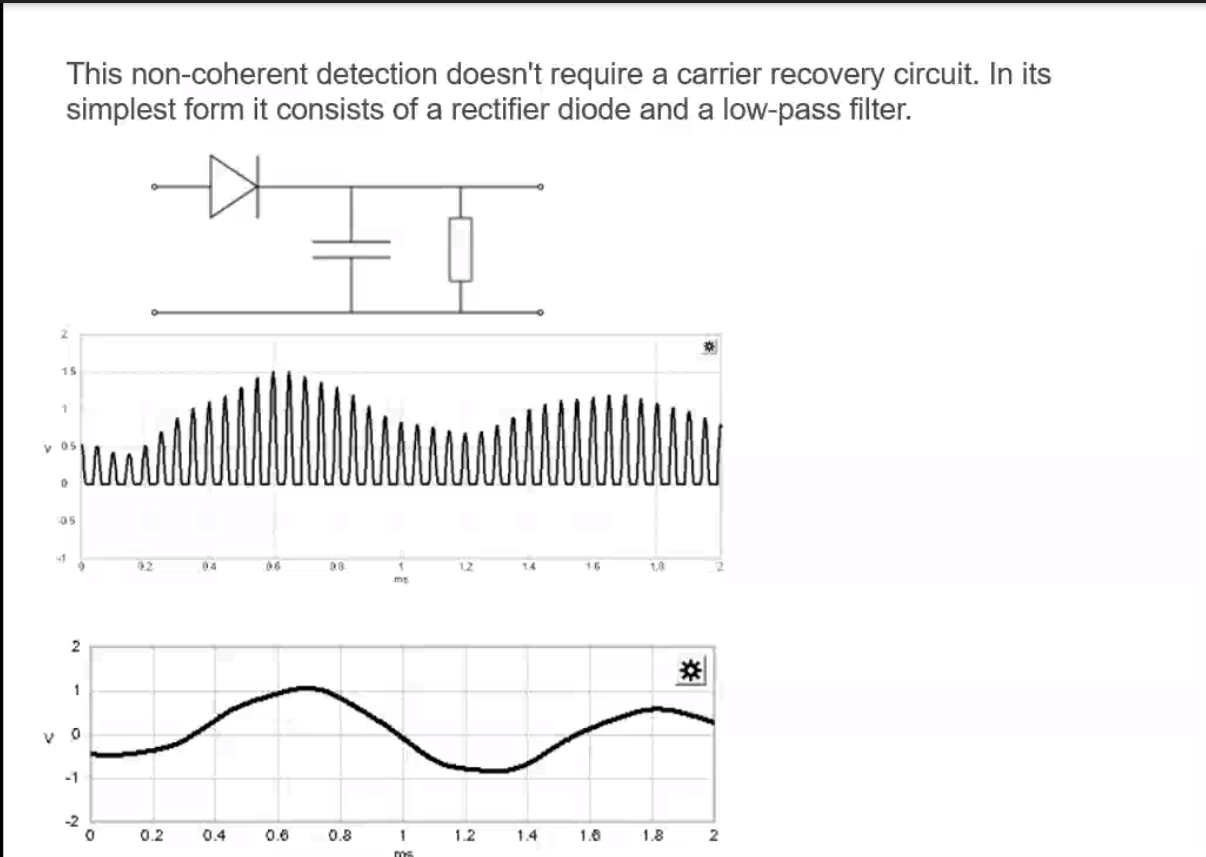 This non-coherent detection doesn't require a carrier recovery circuit. In its
simplest form it consists of a rectifier diode and a low-pass filter.
2
1.5
1
V 0.5
0
-0.5
-1
0 0.2 0.4 0.6 0.8 1 1.2 1.4 1.6 1.8 2
ms
2
1
V 0
-1
-2
0 0.2 0.4 0.6 0.8 1 1.2 1.4 1.6 1.8 2
ms